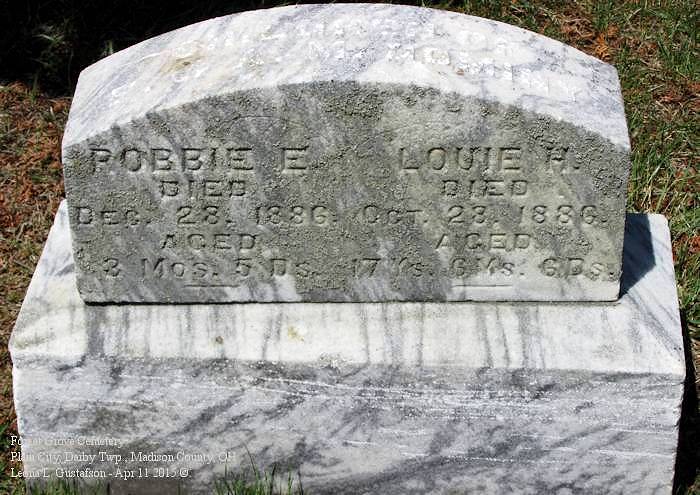 ROBBIE E.
DIED
DEC. 28. 1886.
AGED
3 MOS. 5 DS.
LOUIE H.
DIED
OCT. 28. 1886.
AGED
17 YS. 6 MS. 6 DS.
Forest Grove Cemetery
Plain City, Darby Twp., Madison County, OH
Leona L. Gustafson - Apr 11 2015 ©